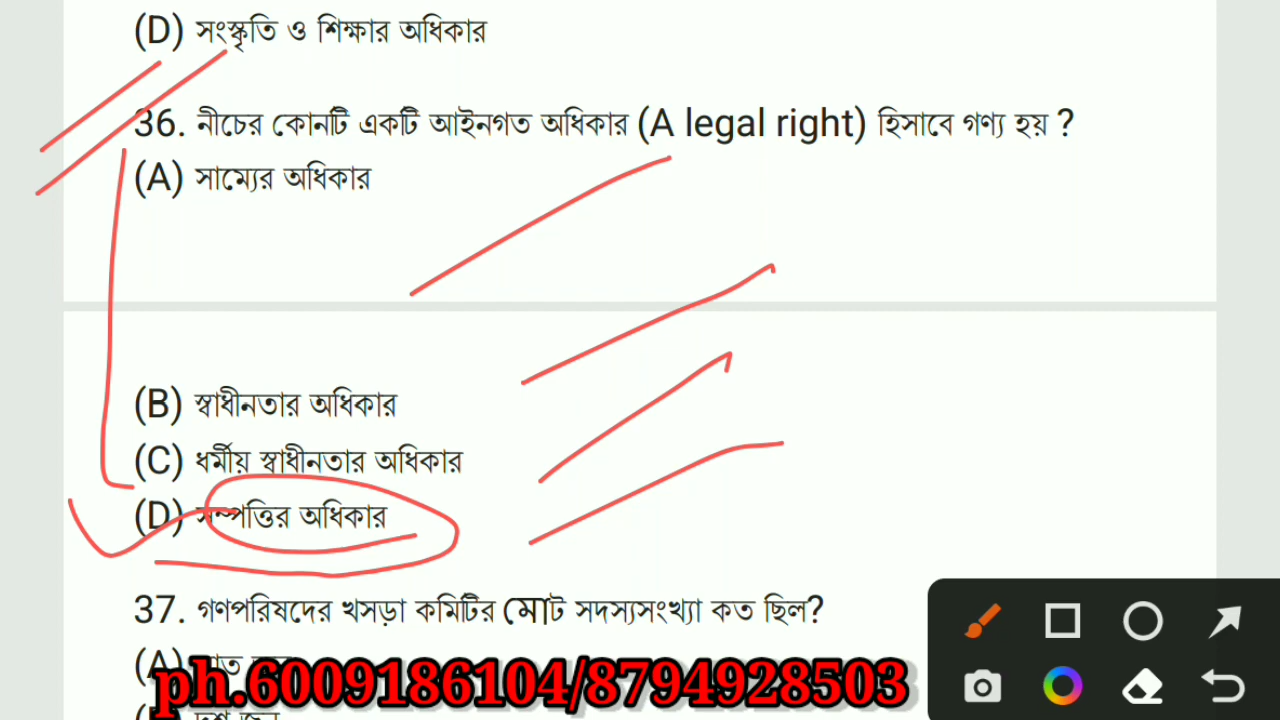 (D) সংস্কৃতি ও শিক্ষার অধিকার
36. নীচের কোনটি একটি আইনগত অধিকার (A legal right) হিসাবে গণ্য হয় ?
(A) সাম্যের অধিকার
(B) স্বাধীনতার অধিকার
(C) ধর্মীয় স্বাধীনতার অধিকার
(D) সম্পত্তির অধিকার
37. গণপরিষদের খসড়া কমিটির মোট সদস্যসংখ্যা কত ছিল?
(A)
ph.6009186104/8794928503